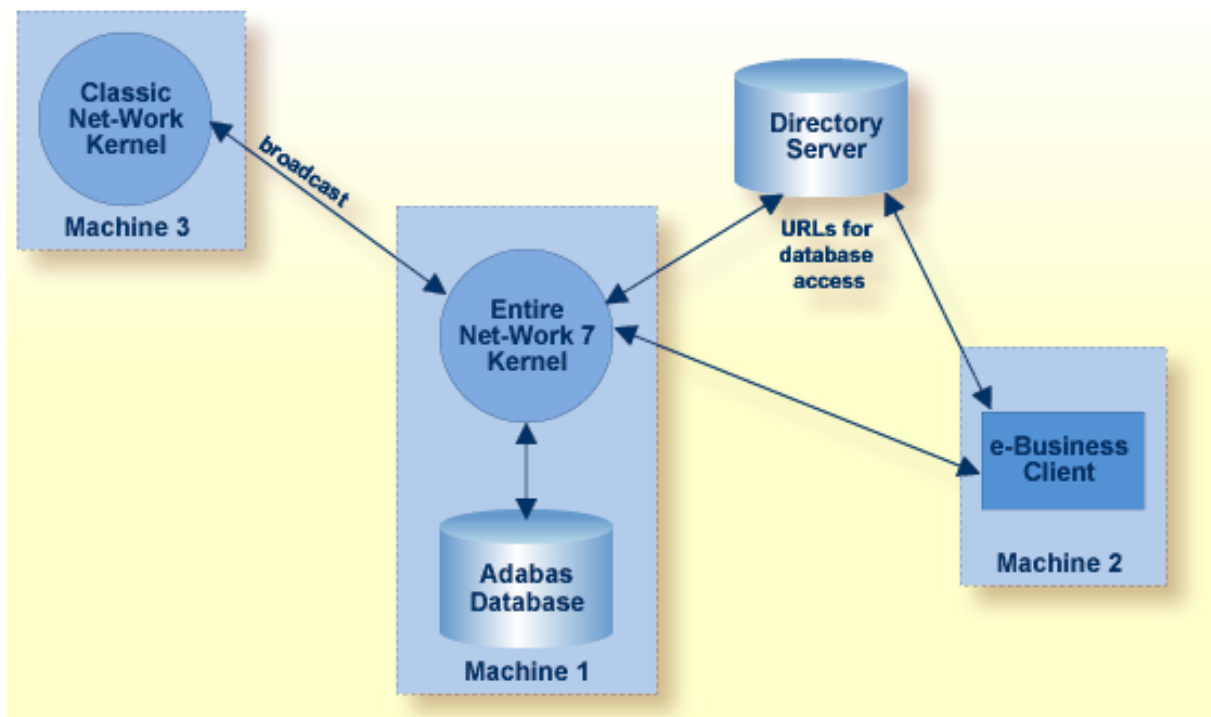 Classic
Net-Work
Kernel
Machine 3
broadcast
Directory
Server
URLs for
database
access
Entire
Net-Work 7
Kernel
Adabas
Database
Machine 1
e-Business
Client
Machine 2